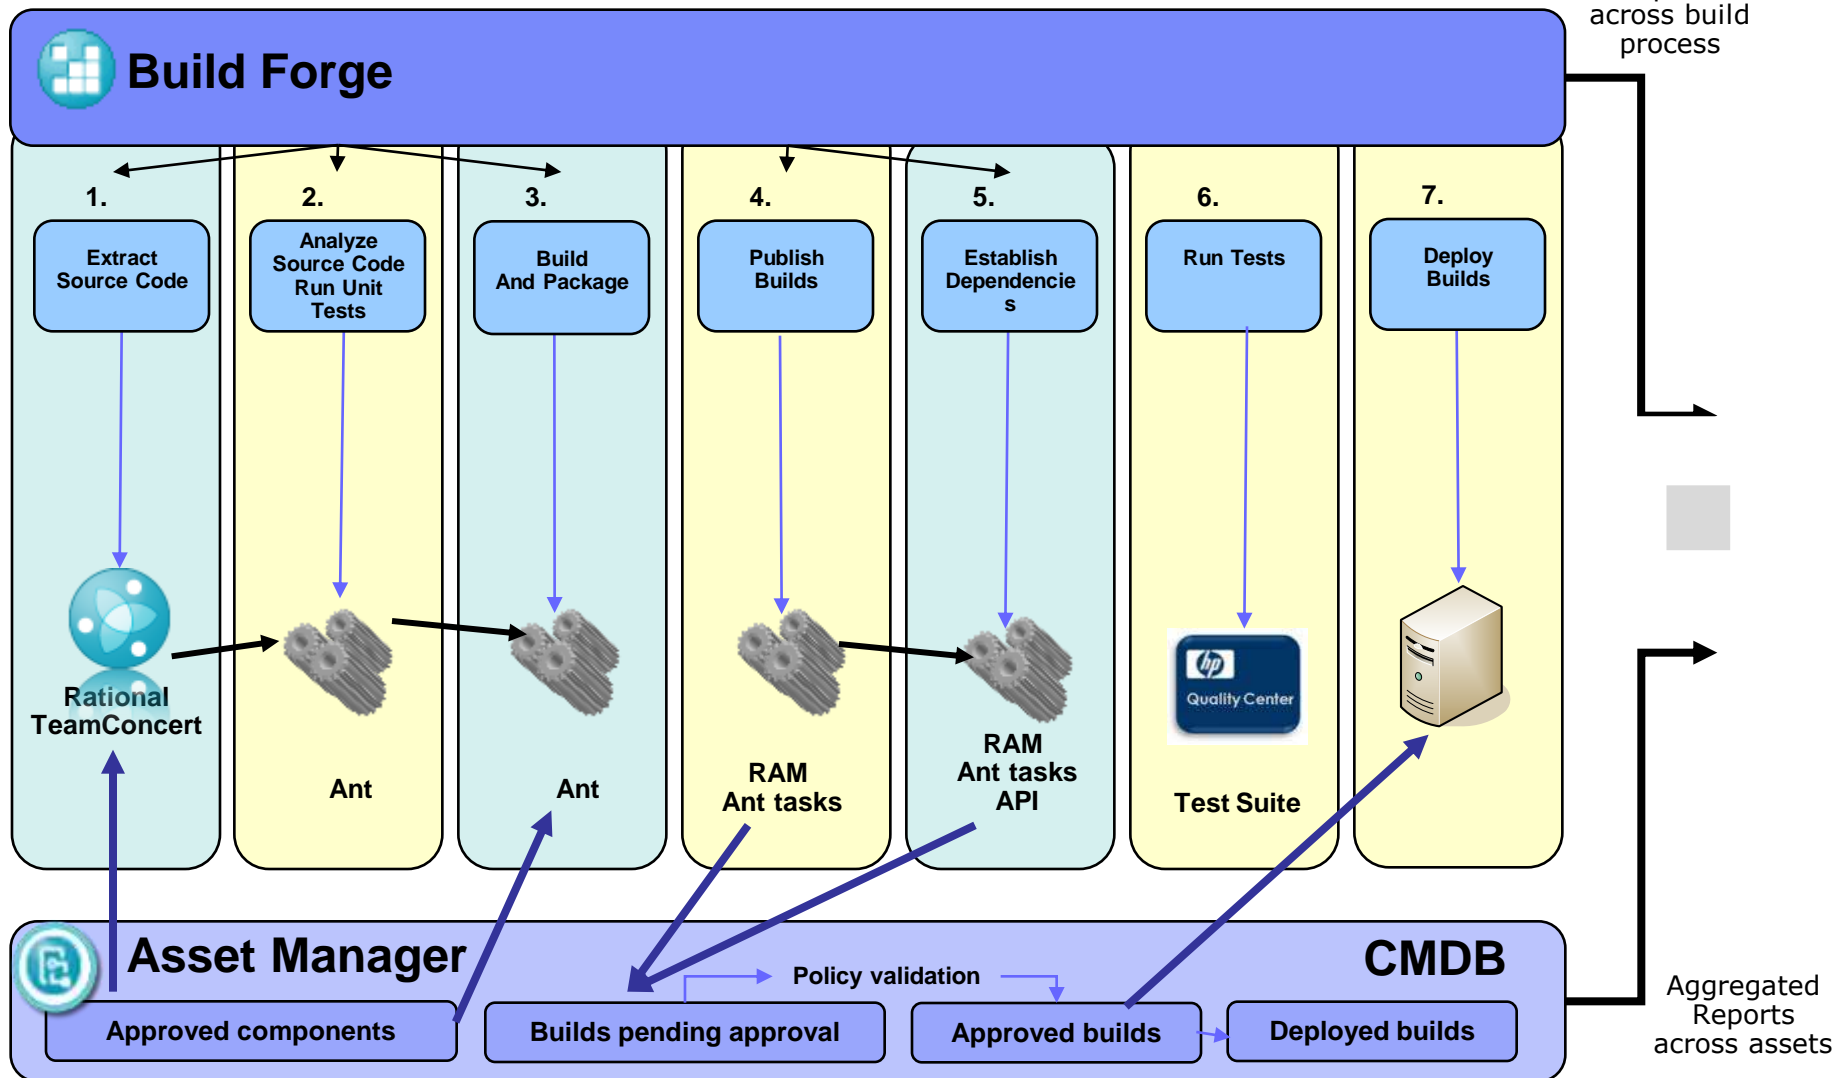 across build
process
Build Forge
1.
2.
3.
4.
5.
6.
7.
Extract
Source Code
Analyze
Source Code
Run Unit
Tests
Build
And Package
Publish
Builds
Establish
Dependencie
s
Run Tests
Deploy
Builds
Rational
TeamConcert
Ant
Ant
RAM
Ant tasks
RAM
Ant tasks
API
hp
Quality Center
Test Suite
Asset Manager
CMDB
Policy validation
Approved components
Builds pending approval
Approved builds
Deployed builds
Aggregated
Reports
across assets